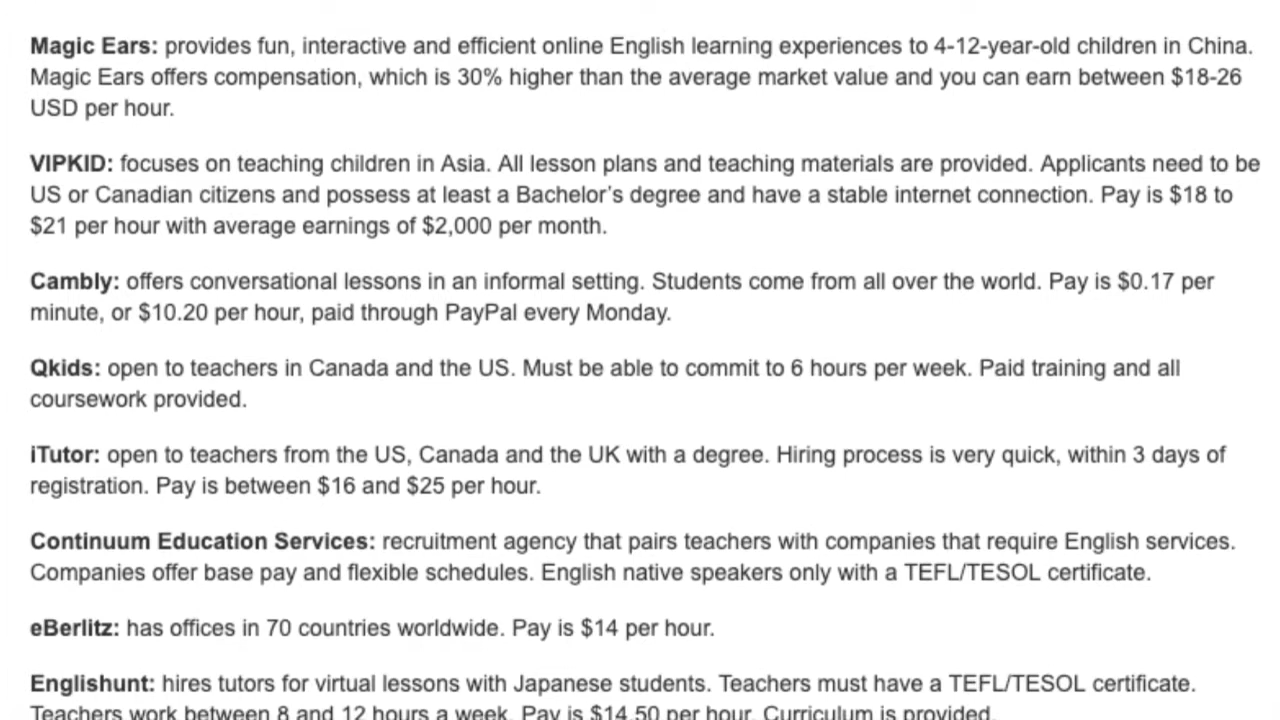 Magic Ears: provides fun, interactive and efficient online English learning experiences to 4-12-year-old children in China.
Magic Ears offers compensation, which is 30% higher than the average market value and you can earn between $18-26
USD per hour.
VIPKID: focuses on teaching children in Asia. All lesson plans and teaching materials are provided. Applicants need to be
US or Canadian citizens and possess at least a Bachelor’s degree and have a stable internet connection. Pay is $18 to
$21 per hour with average earnings of $2,000 per month.
Cambly: offers conversational lessons in an informal setting. Students come from all over the world. Pay is $0.17 per
minute, or $10.20 per hour, paid through PayPal every Monday.
Qkids: open to teachers in Canada and the US. Must be able to commit to 6 hours per week. Paid training and all
coursework provided.
iTutor: open to teachers from the US, Canada and the UK with a degree. Hiring process is very quick, within 3 days of
registration. Pay is between $16 and $25 per hour.
Continuum Education Services: recruitment agency that pairs teachers with companies that require English services.
Companies offer base pay and flexible schedules. English native speakers only with a TEFL/TESOL certificate.
eBerlitz: has offices in 70 countries worldwide. Pay is $14 per hour.
Englishunt: hires tutors for virtual lessons with Japanese students. Teachers must have a TEFL/TESOL certificate.
Teachers work between 8 and 12 hours a week. Pay is $14.50 per hour. Curriculum is provided.